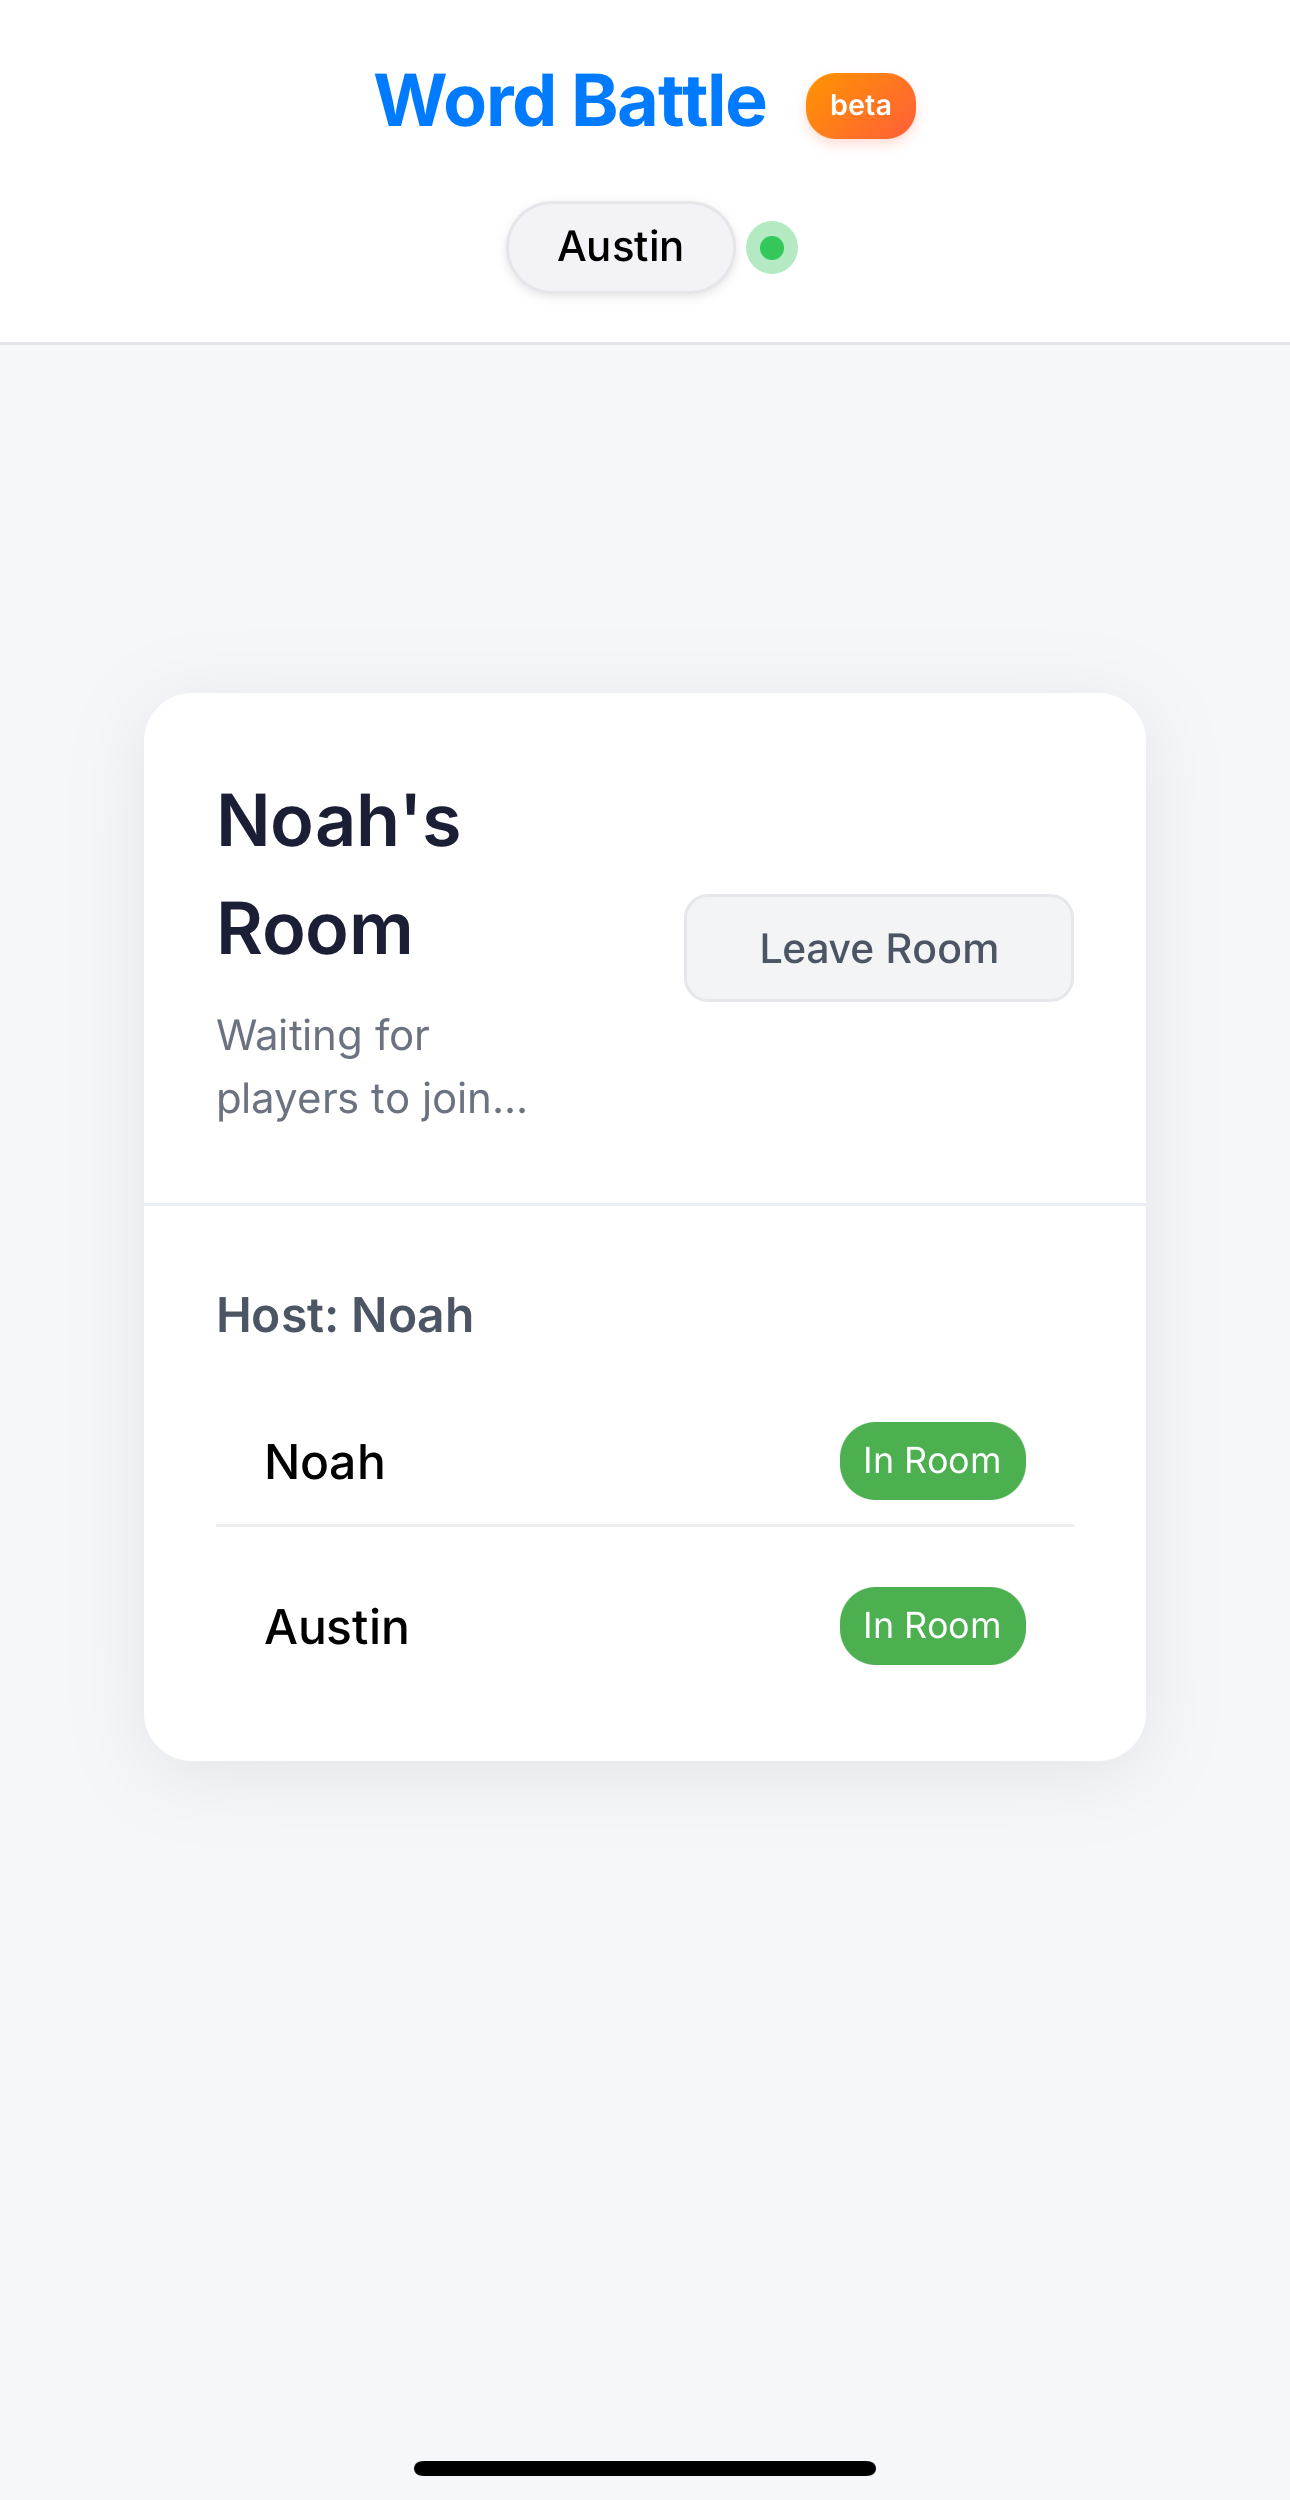 Word Battle beta
Austin
Noah's
Room
Leave Room
Waiting for
players to join...
Host: Noah
Noah In Room
Austin In Room